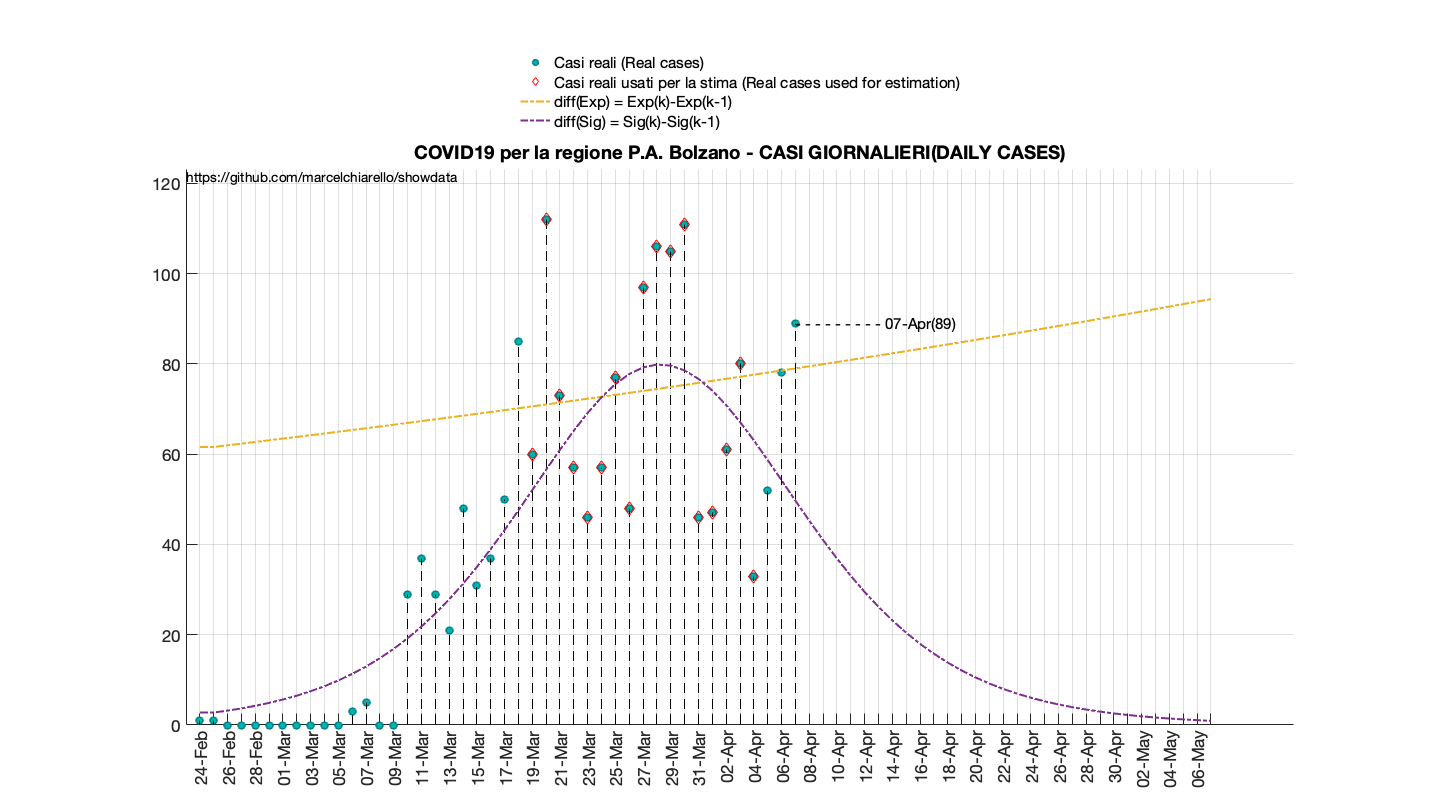 Casi reali (Real cases)
Casi reali usati per la stima (Real cases used for estimation)
diff(Exp) = Exp(k)-Exp(k-1)
diff(Sig) = Sig(k)-Sig(k-1)
COVID19 per la regione P.A. Bolzano - CASI GIORNALIERI(DAILY CASES)
https://github.com/marcelchiarello/showdata
120
100
80
60
40
20
0
07-Apr(89)
24-Feb
26-Feb
28-Feb
01-Mar
03-Mar
05-Mar
07-Mar
09-Mar
11-Mar
13-Mar
15-Mar
17-Mar
19-Mar
21-Mar
23-Mar
25-Mar
27-Mar
29-Mar
31-Mar
02-Apr
04-Apr
06-Apr
08-Apr
10-Apr
12-Apr
14-Apr
16-Apr
18-Apr
20-Apr
22-Apr
24-Apr
26-Apr
28-Apr
30-Apr
02-May
04-May
06-May